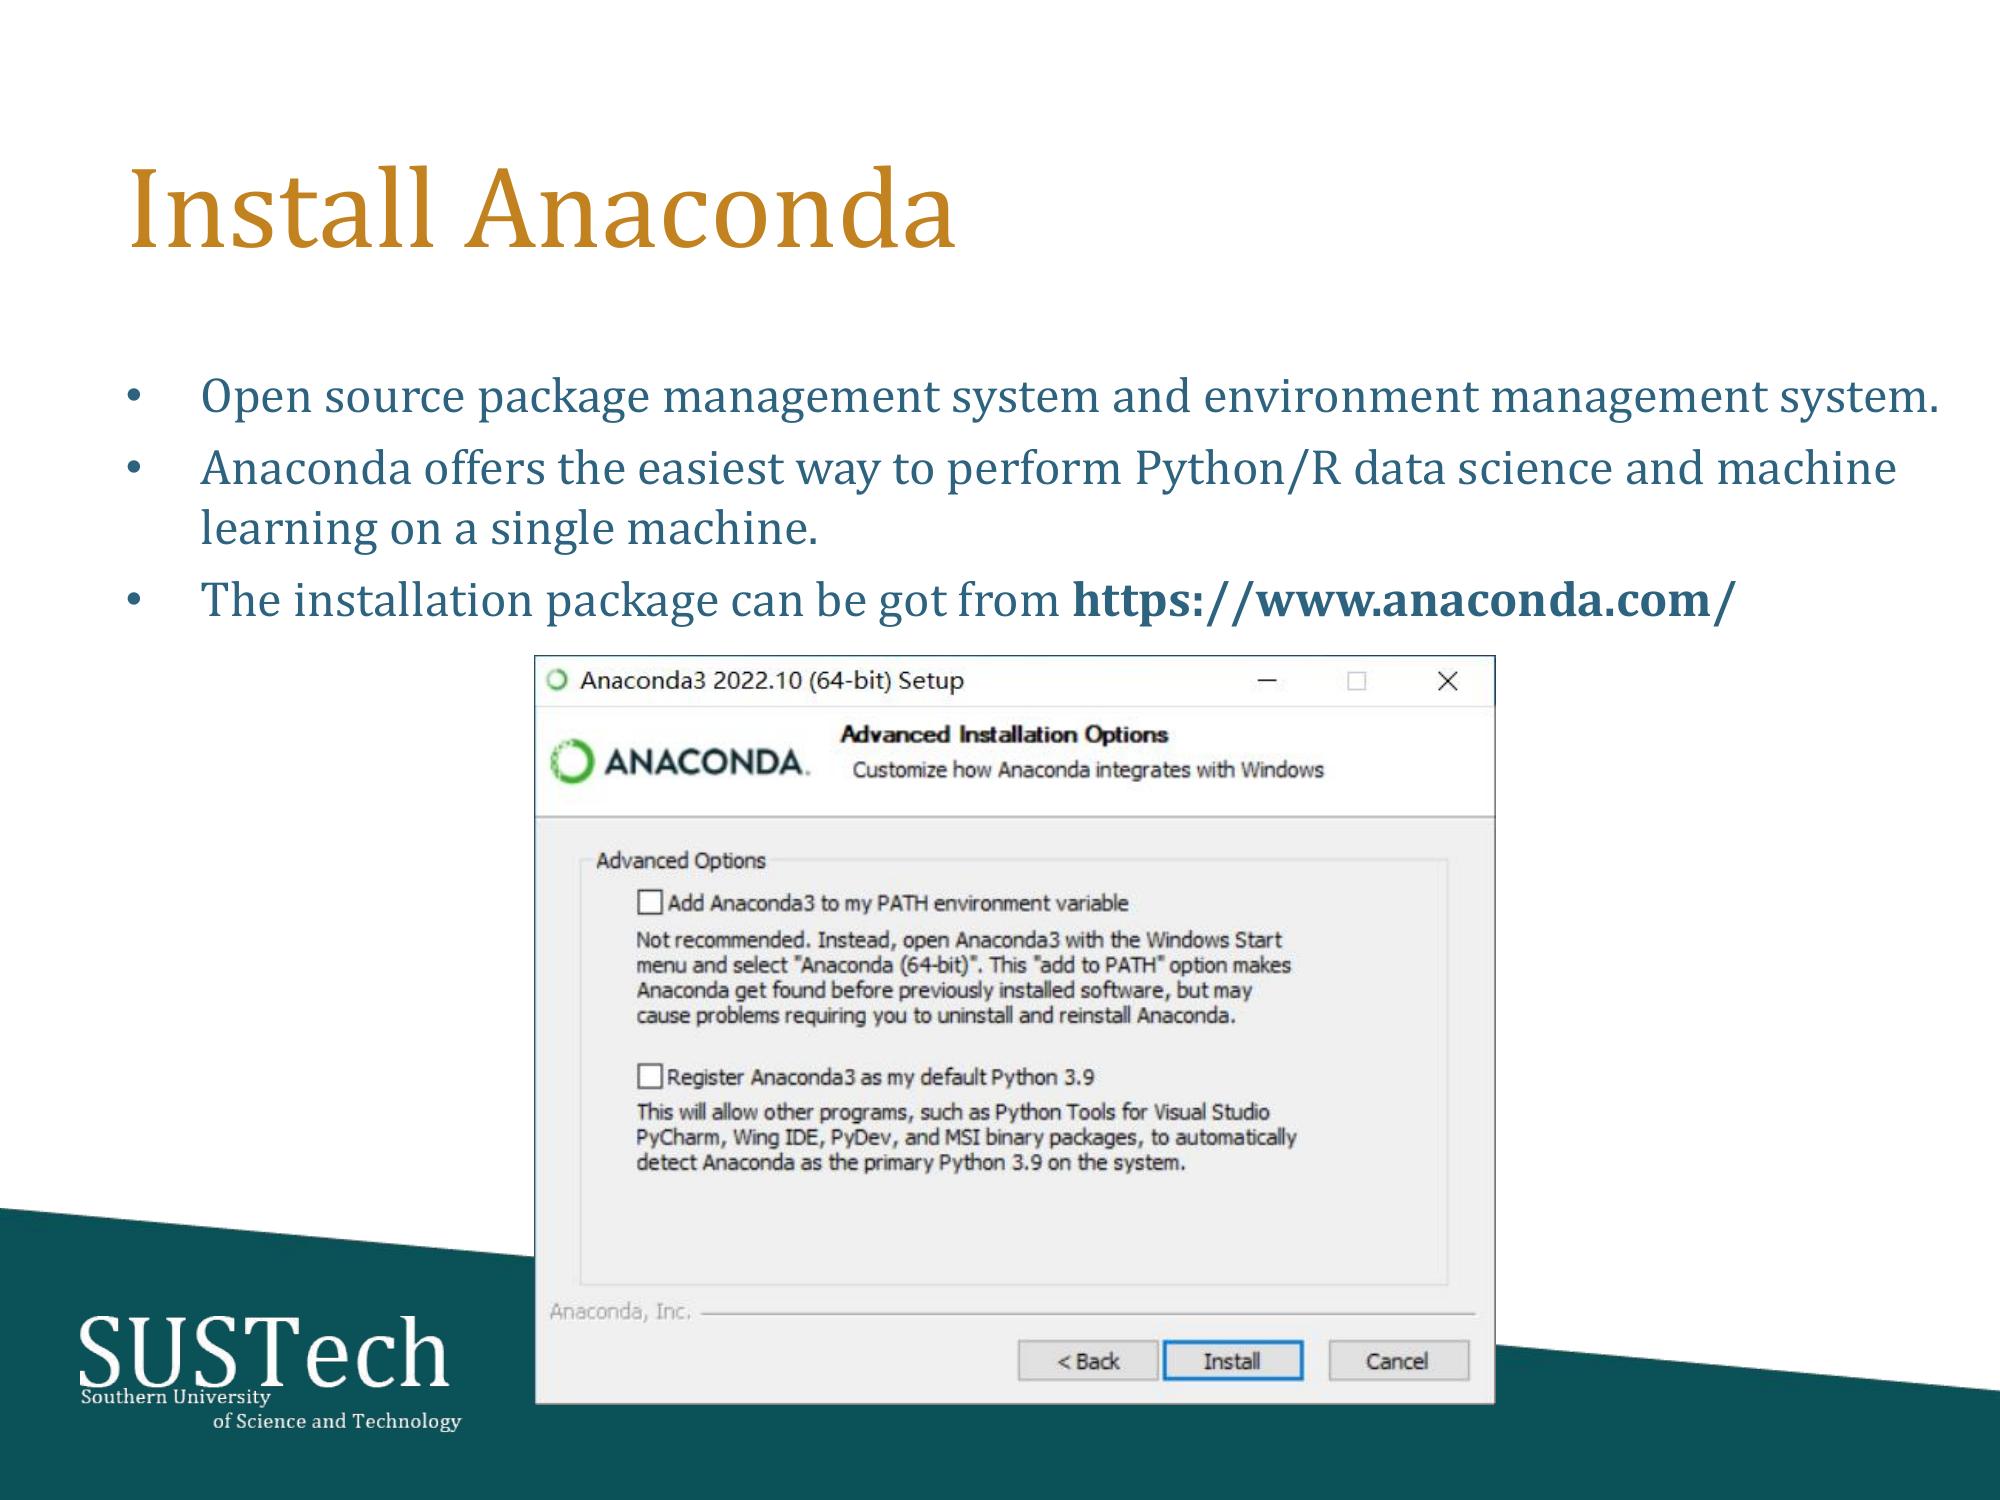 Install Anaconda
• Open source package management system and environment management system.
• Anaconda offers the easiest way to perform Python/R data science and machine
learning on a single machine.
• The installation package can be got from https://www.anaconda.com/
Anaconda3 2022.10 (64-bit) Setup
ANACONDA.
Advanced Installation Options
Customize how Anaconda integrates with Windows
Advanced Options
Add Anaconda3 to my PATH environment variable
Not recommended. Instead, open Anaconda3 with the Windows Start
menu and select "Anaconda (64-bit)". This "add to PATH" option makes
Anaconda get found before previously installed software, but may
cause problems requiring you to uninstall and reinstall Anaconda.
Register Anaconda3 as my default Python 3.9
This will allow other programs, such as Python Tools for Visual Studio
PyCharm, Wing IDE, PyDev, and MSI binary packages, to automatically
detect Anaconda as the primary Python 3.9 on the system.
Anaconda, Inc.
< Back Install Cancel
SUSTech
Southern University
of Science and Technology